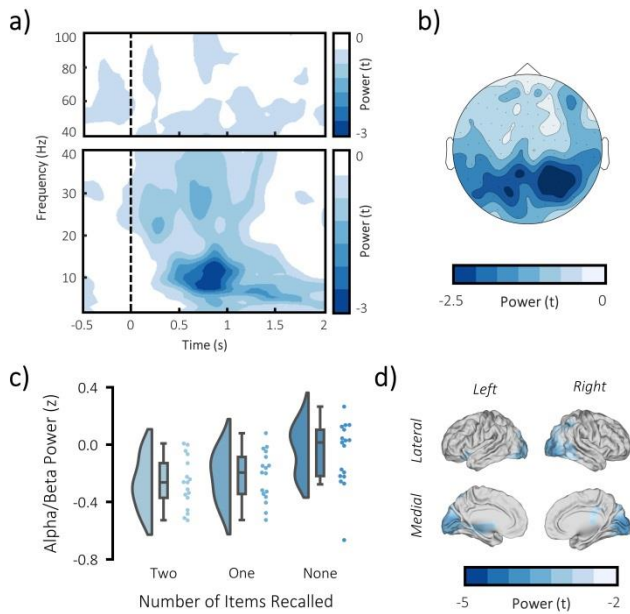 a)
100
80
60
40
0
-3
Power (t)
40
30
20
10
0
-3
Power (t)
Frequency (Hz)
-0.5
0
0.5
1
1.5
2
Time (s)
b)
-2.5
0
Power (t)
c)
0.4
0.0
-0.4
-0.8
Alpha/Beta Power (z)
Two
One
None
Number of Items Recalled
d)
Left
Right
Lateral
Medial
-5
-2
Power (t)